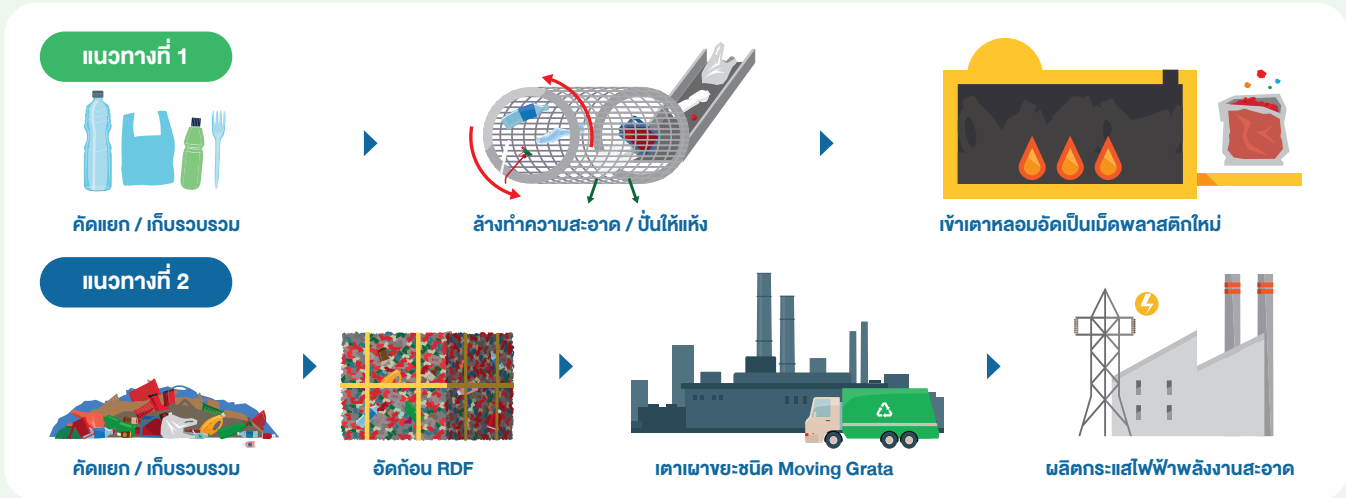 แนวทางที่ 1
คัดแยก / เก็บรวบรวม
ล้างทำความสะอาด / ปั่นให้แห้ง
เข้าเตาหลอมอัดเป็นเม็ดพลาสติกใหม่
แนวทางที่ 2
คัดแยก / เก็บรวบรวม
อัดก้อน RDF
เตาเผาขยะชนิด Moving Grata
ผลิตกระแสไฟฟ้าพลังงานสะอาด